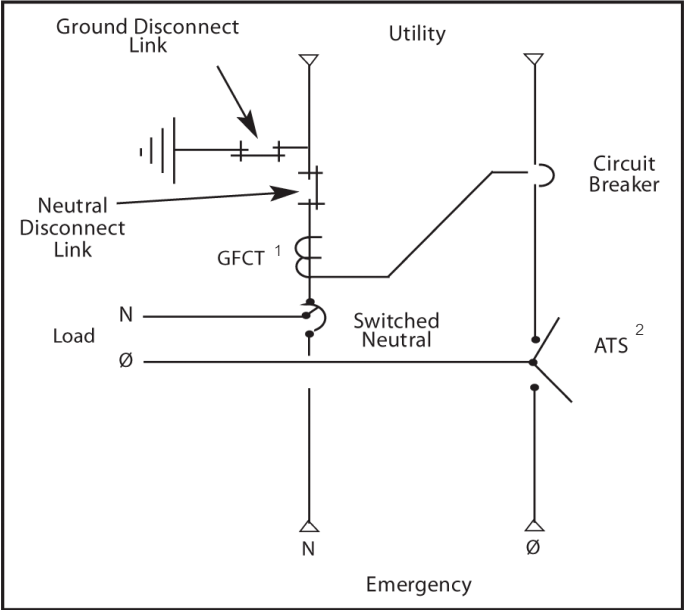 Ground Disconnect
Link
Utility
Circuit
Breaker
Neutral
Disconnect
Link
GFCT 1
N
Load
Ø
Switched
Neutral
ATS 2
N
Ø
Emergency